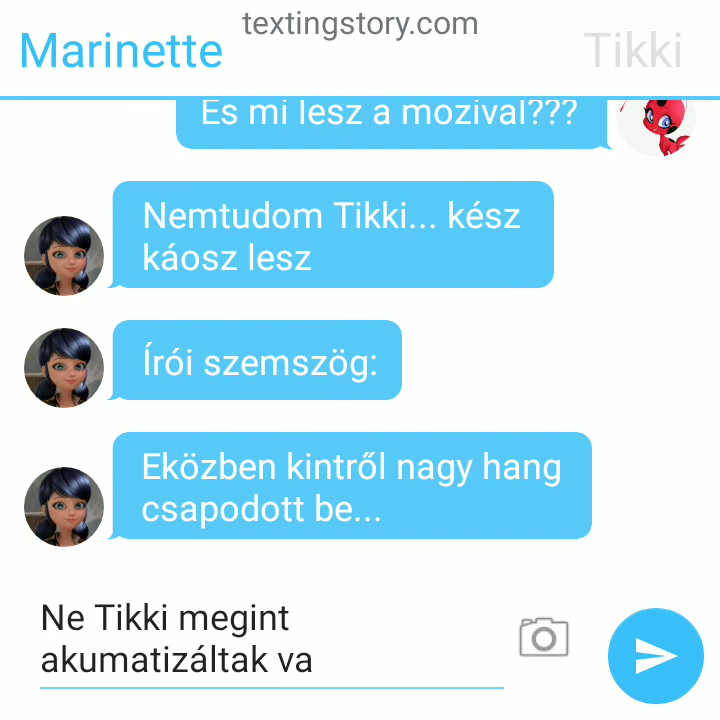 textingstory.com
Marinette
Tikki
És mi lesz a mozival???
Nemtudom Tikki... kész
káosz lesz
Írói szemszög:
Eközben kintről nagy hang
csapodott be...
Ne Tikki megint
akumatizáltak va